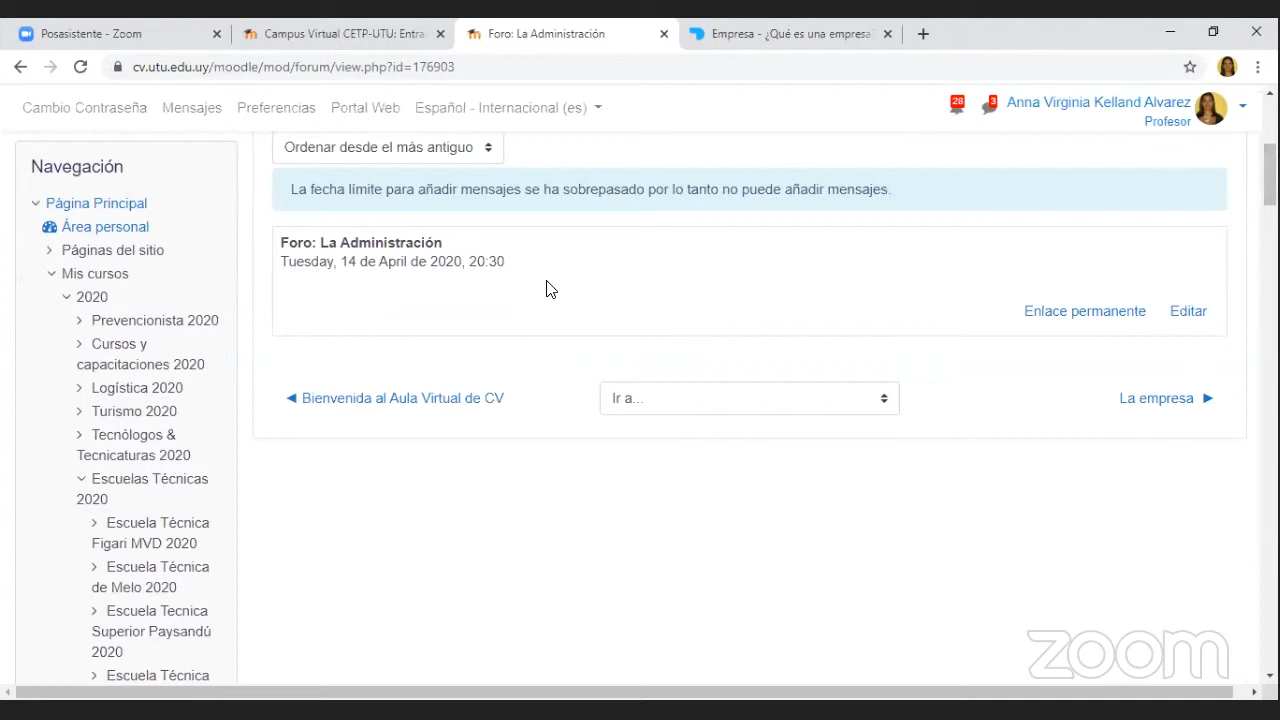 Posasistente - Zoom
Campus Virtual CETP-UTU: Entra
Foro: La Administración
Empresa - ¿Qué es una empresa?
cv.utu.edu.uy/moodle/mod/forum/view.php?id=176903
Cambio Contraseña
Mensajes
Preferencias
Portal Web
Español - Internacional (es)
28
3
Anna Virginia Kelland Alvarez
Profesor
Navegación
Página Principal
Área personal
Páginas del sitio
Mis cursos
2020
Prevencionista 2020
Cursos y
capacitaciones 2020
Logística 2020
Turismo 2020
Tecnólogos &
Tecnicaturas 2020
Escuelas Técnicas
2020
Escuela Técnica
Figari MVD 2020
Escuela Técnica
de Melo 2020
Escuela Tecnica
Superior Paysandú
2020
Escuela Técnica
Ordenar desde el más antiguo
La fecha límite para añadir mensajes se ha sobrepasado por lo tanto no puede añadir mensajes.
Foro: La Administración
Tuesday, 14 de April de 2020, 20:30
Enlace permanente
Editar
◄ Bienvenida al Aula Virtual de CV
Ir a...
La empresa ►
zoom